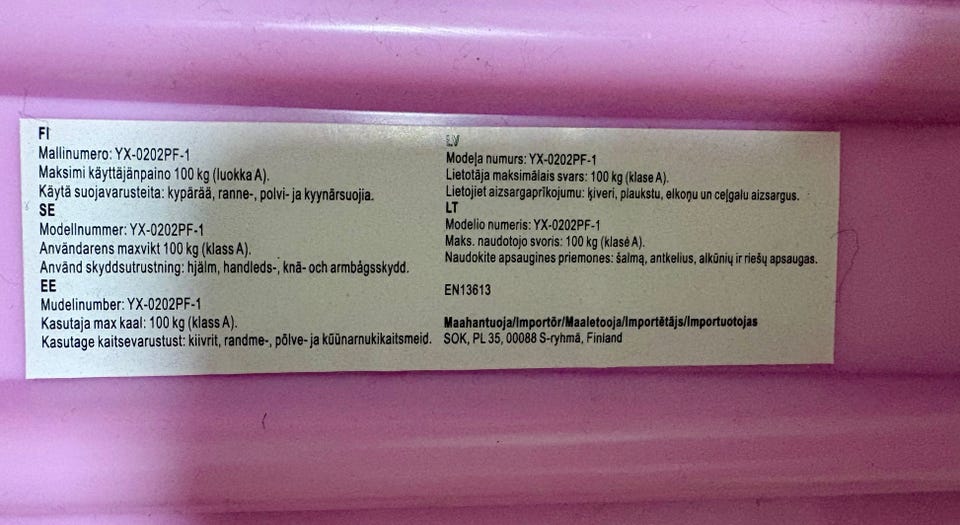 FI
Mallinumero: YX-0202PF-1
Maksimi käyttäjänpaino 100 kg (luokka A).
Käytä suojavarusteita: kypärää, ranne-, polvi- ja kyynärsuojia.
SE
Modellnummer: YX-0202PF-1
Användarens maxvikt 100 kg (klass A).
Använd skyddsutrustning: hjälm, handleds-, knä- och armbågsskydd.
EE
Mudelinumber: YX-0202PF-1
Kasutaja max kaal: 100 kg (klass A).
Kasutage kaitsevarustust: kiivrit, randme-, põlve- ja küünarnukikaitsmeid.
LV
Modeļa numurs: YX-0202PF-1
Lietotāja maksimālais svars: 100 kg (klase A).
Lietojiet aizsargaprīkojumu: ķiveri, plaukstu, elkoņu un ceļgalu aizsargus.
LT
Modelio numeris: YX-0202PF-1
Maks. naudotojo svoris: 100 kg (klasė A).
Naudokite apsaugines priemones: šalmą, antkelius, alkūnių ir riešų apsaugas.
EN13613
Maahantuoja/Importör/Maaletooja/Importētājs/Importuotojas
SOK, PL 35, 00088 S-ryhmä, Finland